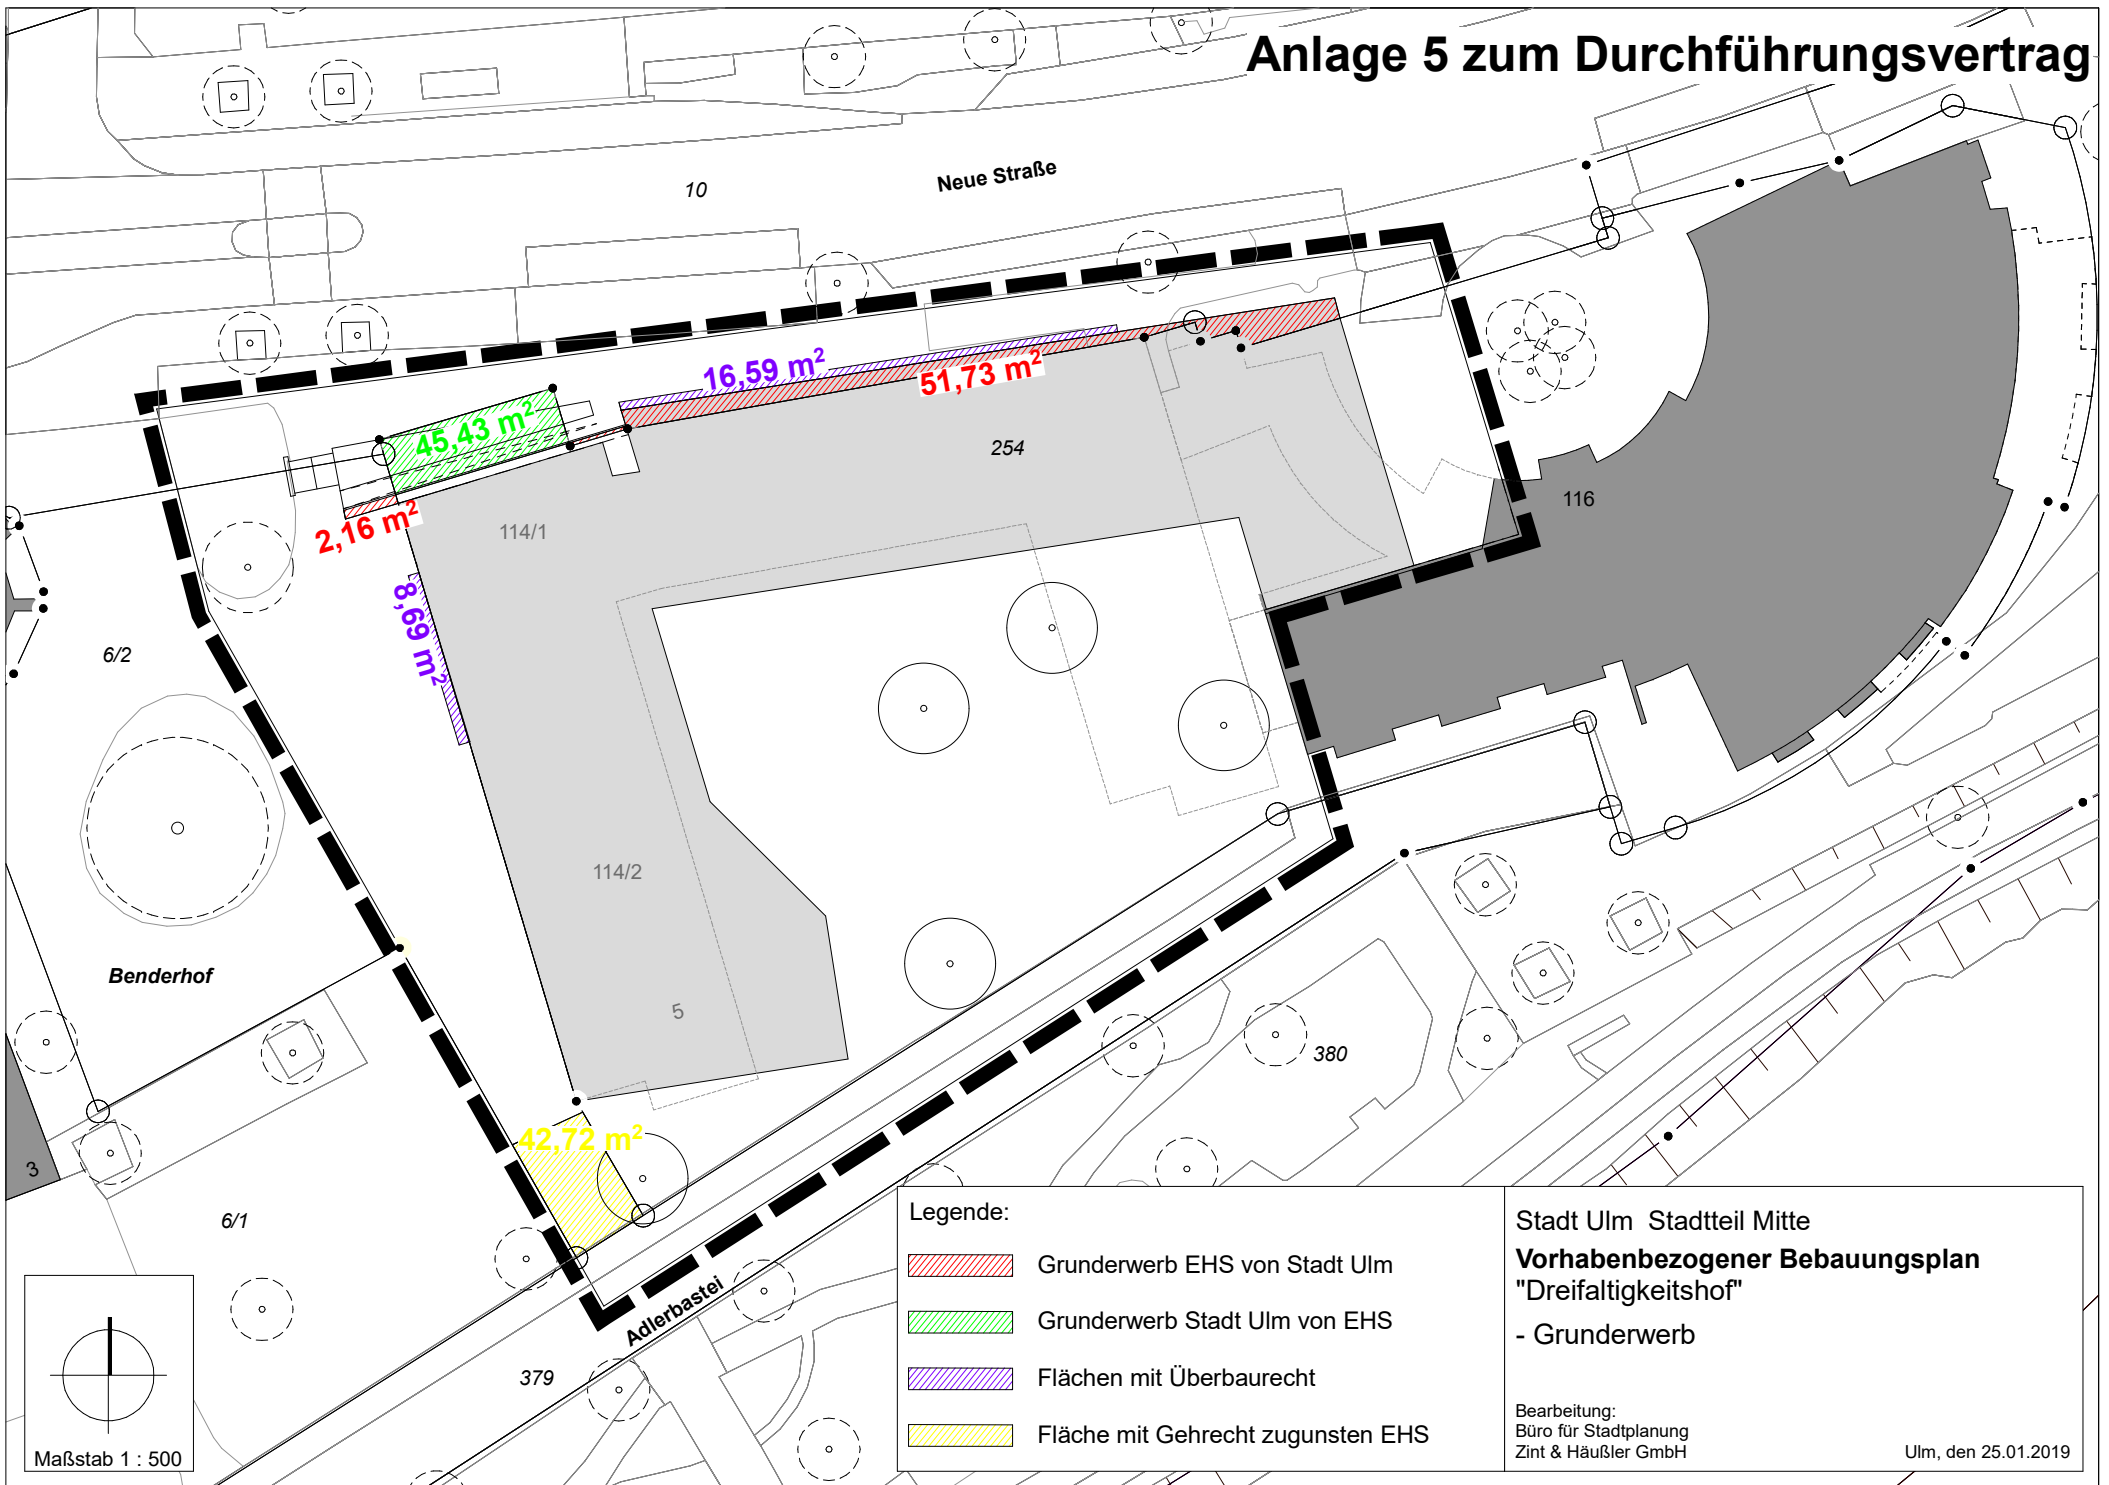 Anlage 5 zum Durchführungsvertrag
10
Neue Straße
16,59 m²
51,73 m²
45,43 m²
254
2,16 m²
114/1
116
8,69 m²
6/2
114/2
Benderhof
5
380
42,72 m²
3
6/1
Adlerbastei
379
Maßstab 1 : 500
Legende:
Grunderwerb EHS von Stadt Ulm
Grunderwerb Stadt Ulm von EHS
Flächen mit Überbaurecht
Fläche mit Gehrecht zugunsten EHS
Stadt Ulm Stadtteil Mitte
Vorhabenbezogener Bebauungsplan
"Dreifaltigkeitshof"
- Grunderwerb
Bearbeitung:
Büro für Stadtplanung
Zint & Häußler GmbH
Ulm, den 25.01.2019